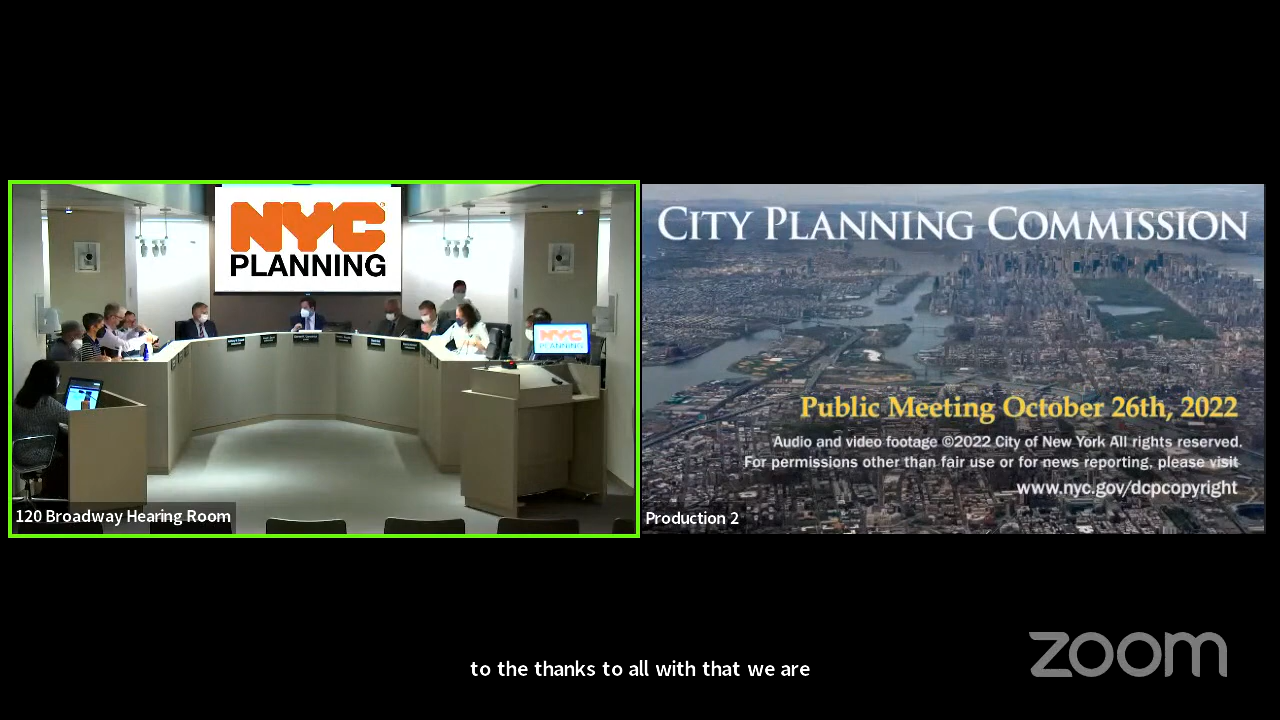 NYC
PLANNING
NYC
PLANNING
120 Broadway Hearing Room
CITY PLANNING COMMISSION
Public Meeting October 26th, 2022
Audio and video footage ©2022 City of New York All rights reserved.
For permissions other than fair use or for news reporting, please visit
www.nyc.gov/dcpcopyright
Production 2
to the thanks to all with that we are
zoom